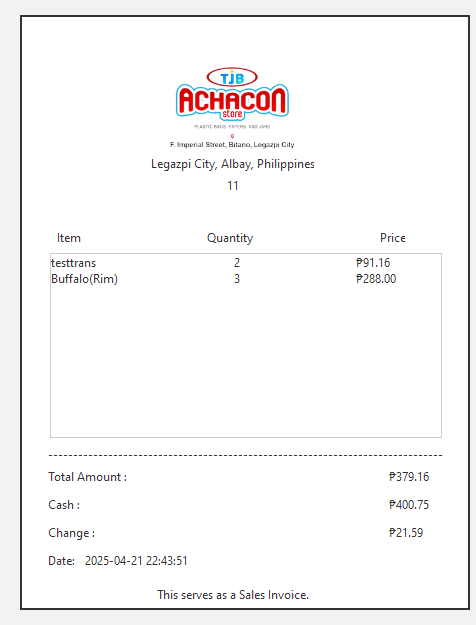 TJB
ACHACON
store
PLASTIC BAGS, PAPERS, AND JARS
F. Imperial Street, Bitano, Legazpi City
Legazpi City, Albay, Philippines
11
Item Quantity Price
testtrans 2 ₱91.16
Buffalo(Rim) 3 ₱288.00
Total Amount : ₱379.16
Cash : ₱400.75
Change : ₱21.59
Date: 2025-04-21 22:43:51
This serves as a Sales Invoice.